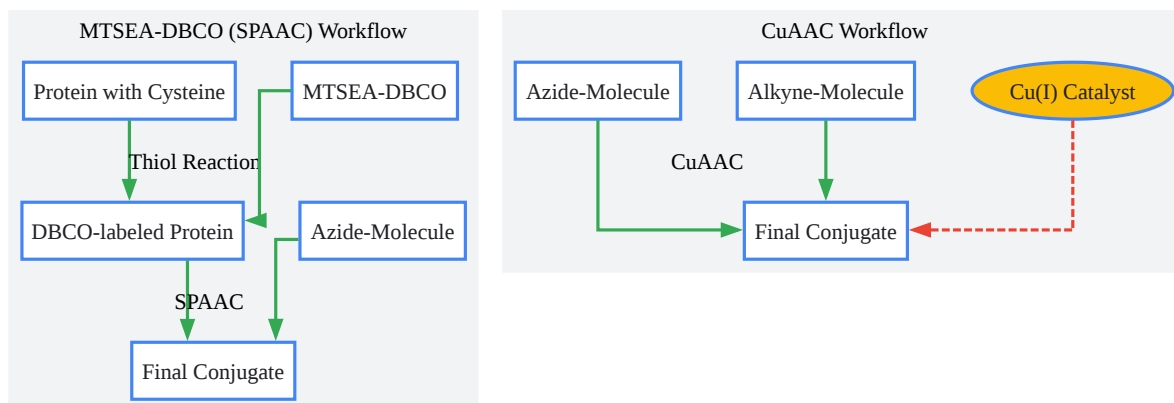 MTSEA-DBCO (SPAAC) Workflow
Protein with Cysteine
MTSEA-DBCO
Thiol Reaction
DBCO-labeled Protein
Azide-Molecule
SPAAC
Final Conjugate
CuAAC Workflow
Azide-Molecule
Alkyne-Molecule
Cu(I) Catalyst
CuAAC
Final Conjugate